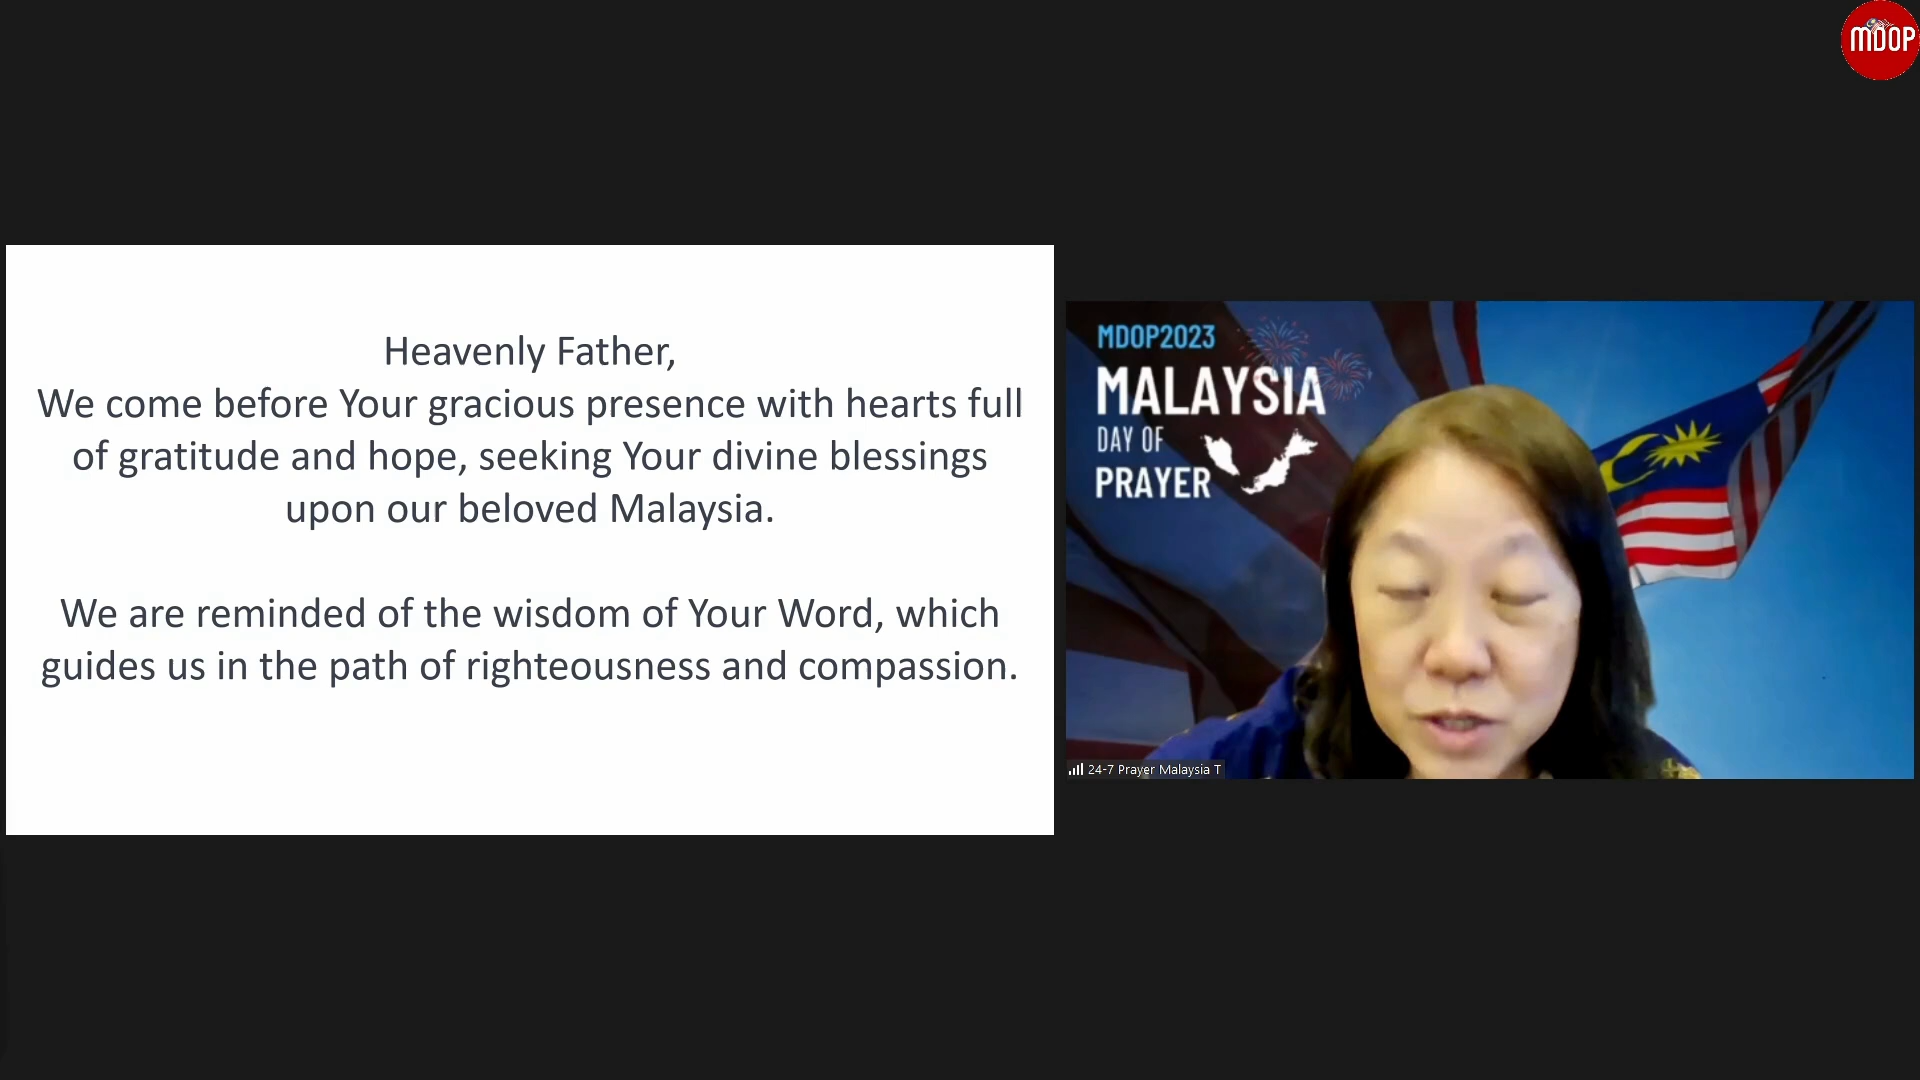 MDOP
Heavenly Father,
We come before Your gracious presence with hearts full
of gratitude and hope, seeking Your divine blessings
upon our beloved Malaysia.
We are reminded of the wisdom of Your Word, which
guides us in the path of righteousness and compassion.
MDOP2023
MALAYSIA
DAY OF
PRAYER
24-7 Prayer Malaysia T